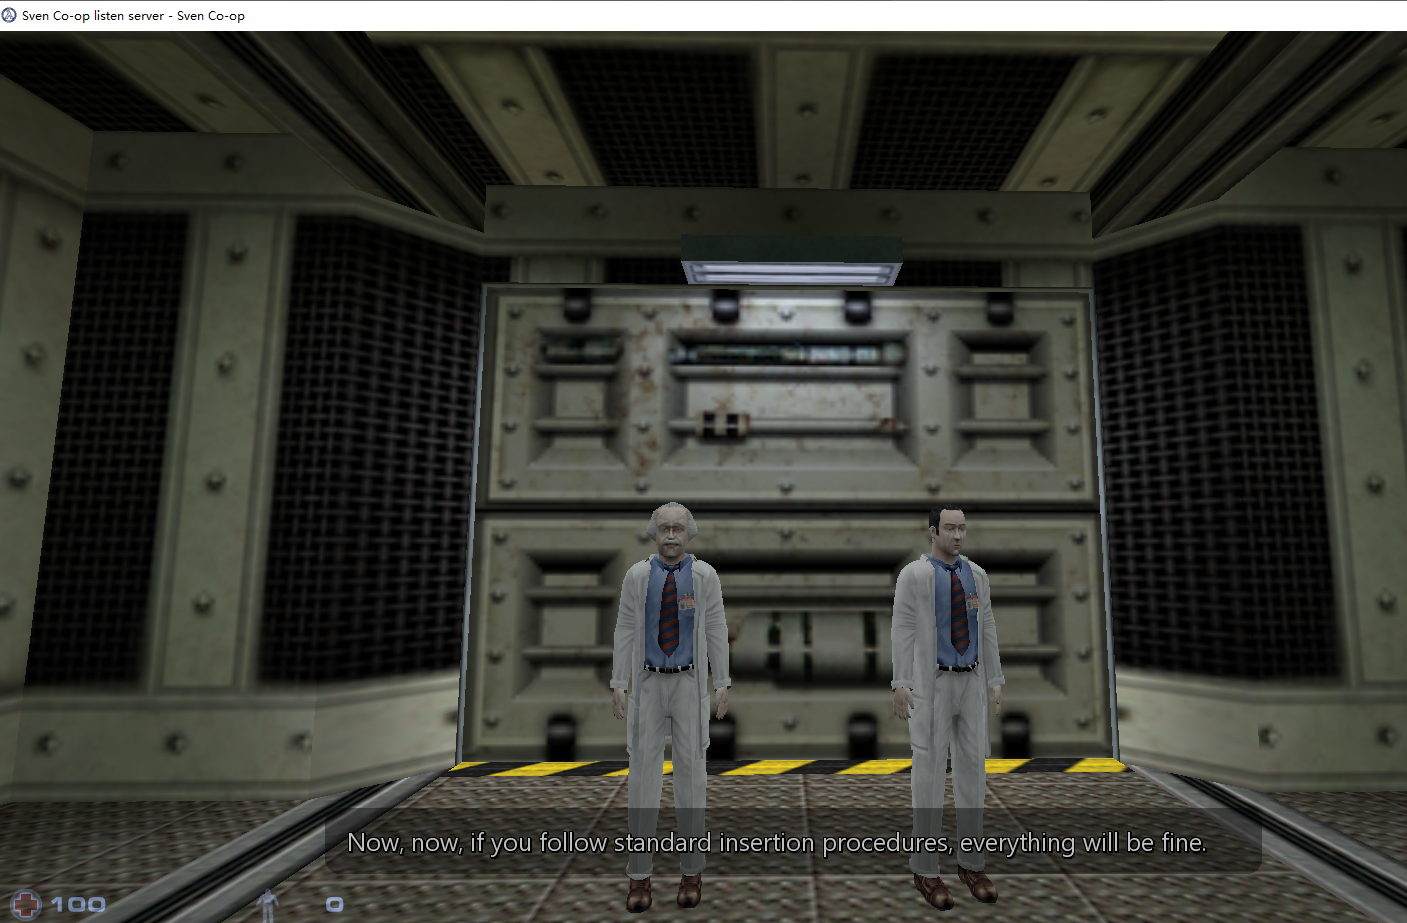 Sven Co-op listen server - Sven Co-op
Now, now, if you follow standard insertion procedures, everything will be fine.
100
0